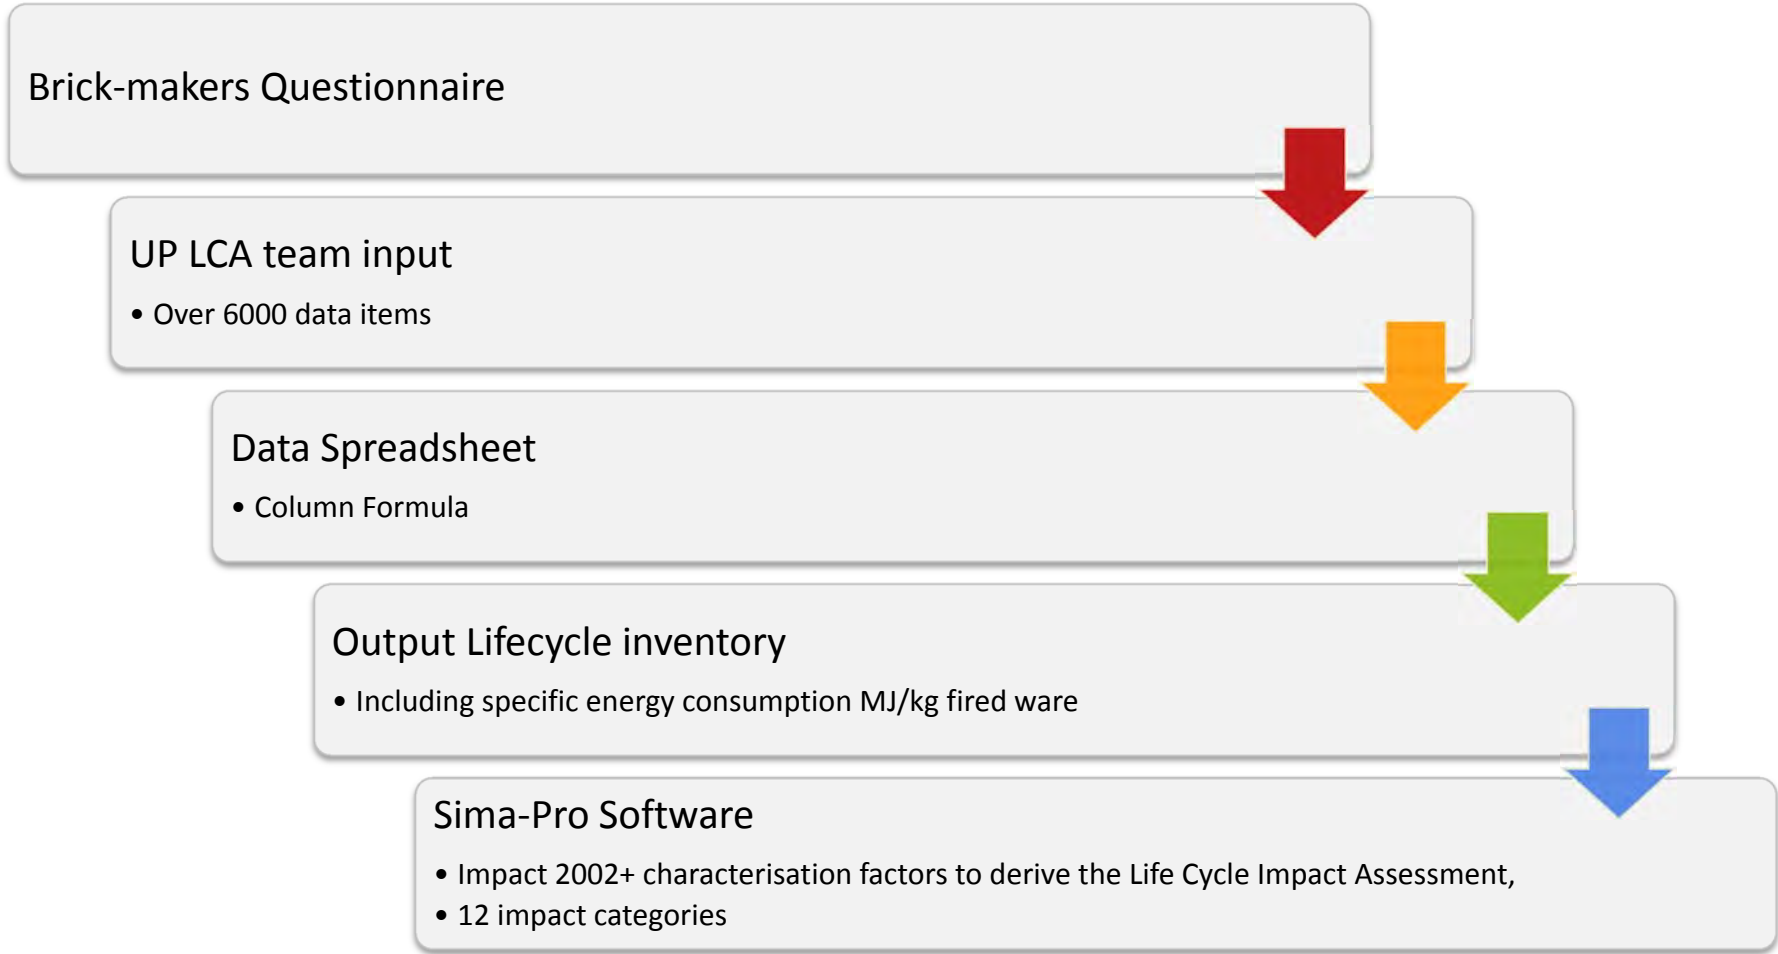 Brick-makers Questionnaire
UP LCA team input
• Over 6000 data items
Data Spreadsheet
• Column Formula
Output Lifecycle inventory
• Including specific energy consumption MJ/kg fired ware
Sima-Pro Software
• Impact 2002+ characterisation factors to derive the Life Cycle Impact Assessment,
• 12 impact categories